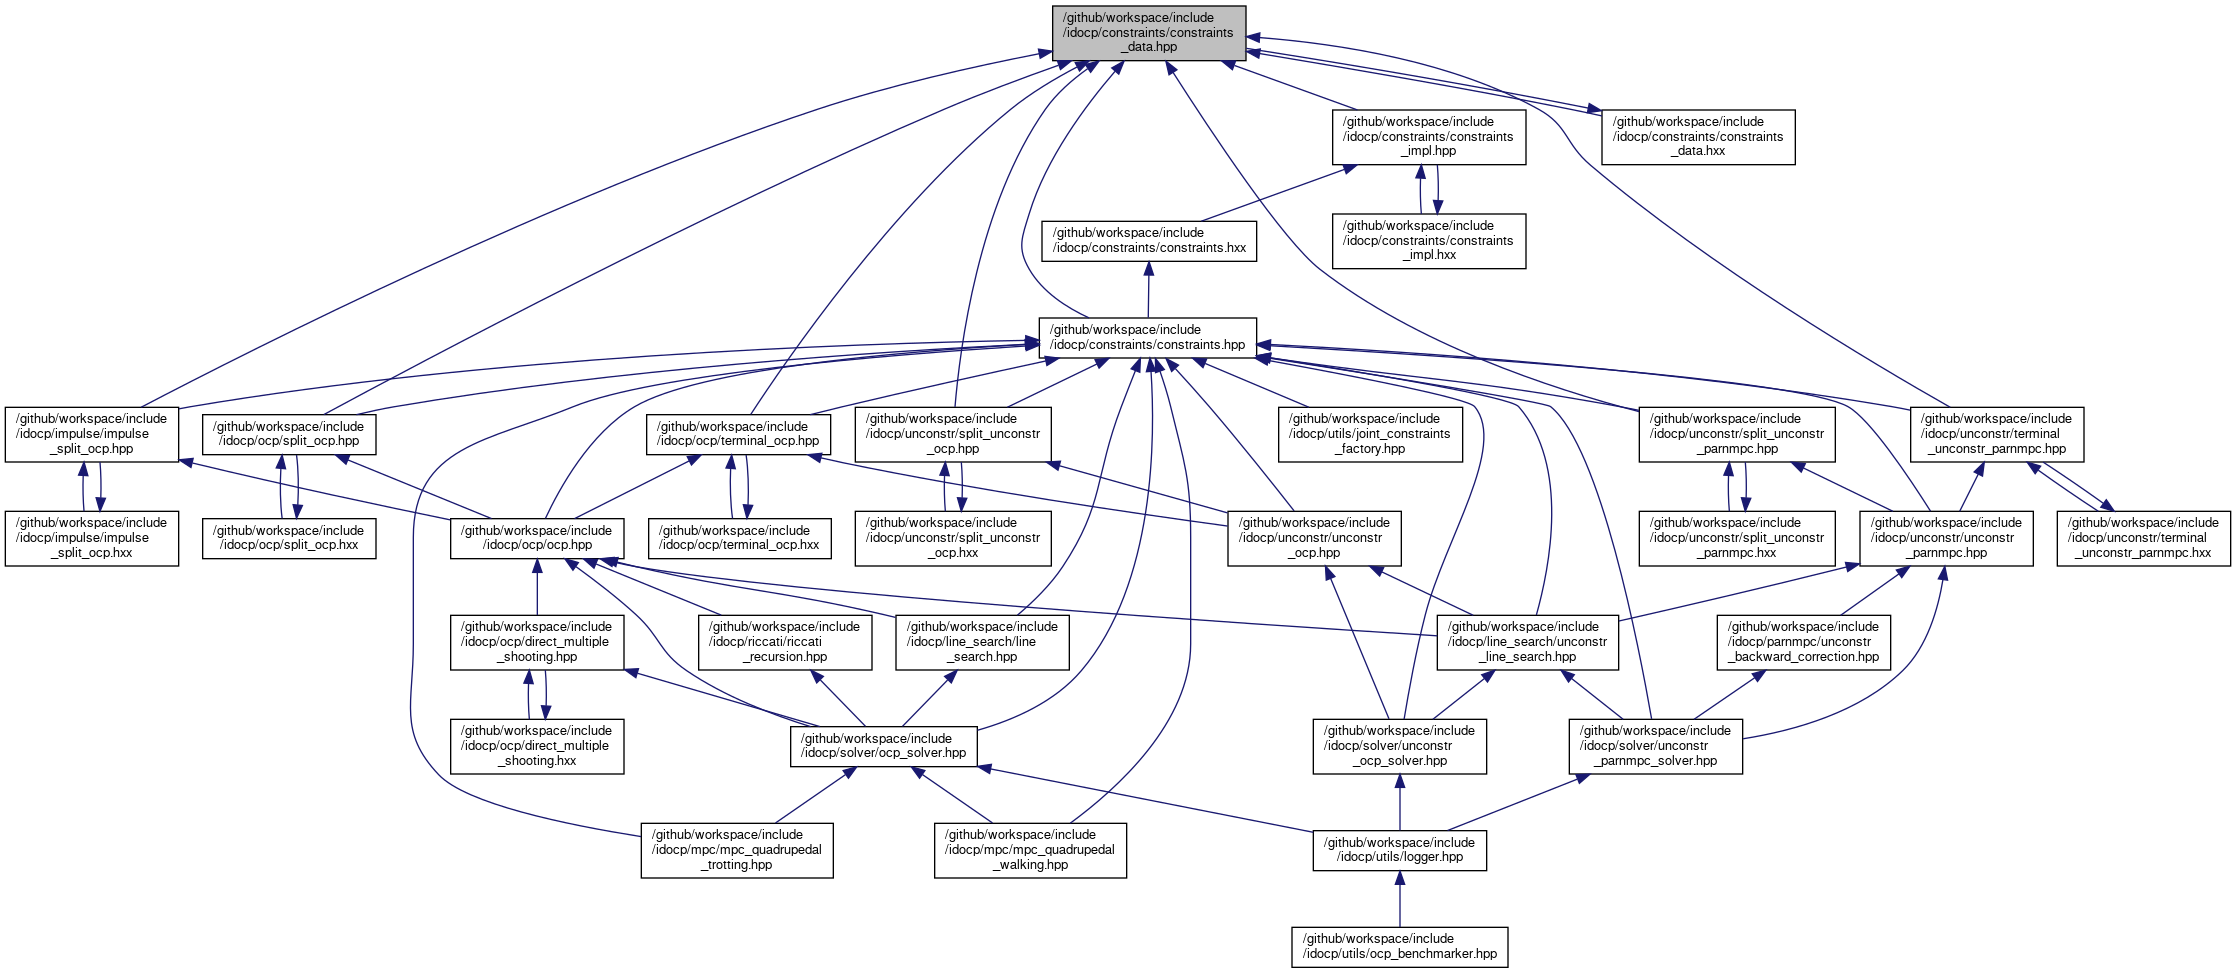 /github/workspace/include
/idocp/constraints/constraints
_data.hpp
/github/workspace/include
/idocp/constraints/constraints
_impl.hpp
/github/workspace/include
/idocp/constraints/constraints
_data.hxx
/github/workspace/include
/idocp/constraints/constraints.hxx
/github/workspace/include
/idocp/constraints/constraints
_impl.hxx
/github/workspace/include
/idocp/constraints/constraints.hpp
/github/workspace/include
/idocp/impulse/impulse
_split_ocp.hpp
/github/workspace/include
/idocp/ocp/split_ocp.hpp
/github/workspace/include
/idocp/ocp/terminal_ocp.hpp
/github/workspace/include
/idocp/unconstr/split_unconstr
_ocp.hpp
/github/workspace/include
/idocp/utils/joint_constraints
_factory.hpp
/github/workspace/include
/idocp/unconstr/split_unconstr
_parnmpc.hpp
/github/workspace/include
/idocp/unconstr/terminal
_unconstr_parnmpc.hpp
/github/workspace/include
/idocp/impulse/impulse
_split_ocp.hxx
/github/workspace/include
/idocp/ocp/split_ocp.hxx
/github/workspace/include
/idocp/ocp/ocp.hpp
/github/workspace/include
/idocp/ocp/terminal_ocp.hxx
/github/workspace/include
/idocp/unconstr/split_unconstr
_ocp.hxx
/github/workspace/include
/idocp/unconstr/unconstr
_ocp.hpp
/github/workspace/include
/idocp/unconstr/split_unconstr
_parnmpc.hxx
/github/workspace/include
/idocp/unconstr/unconstr
_parnmpc.hpp
/github/workspace/include
/idocp/unconstr/terminal
_unconstr_parnmpc.hxx
/github/workspace/include
/idocp/ocp/direct_multiple
_shooting.hpp
/github/workspace/include
/idocp/riccati/riccati
_recursion.hpp
/github/workspace/include
/idocp/line_search/line
_search.hpp
/github/workspace/include
/idocp/line_search/unconstr
_line_search.hpp
/github/workspace/include
/idocp/parnmpc/unconstr
_backward_correction.hpp
/github/workspace/include
/idocp/ocp/direct_multiple
_shooting.hxx
/github/workspace/include
/idocp/solver/ocp_solver.hpp
/github/workspace/include
/idocp/solver/unconstr
_ocp_solver.hpp
/github/workspace/include
/idocp/solver/unconstr
_parnmpc_solver.hpp
/github/workspace/include
/idocp/mpc/mpc_quadrupedal
_trotting.hpp
/github/workspace/include
/idocp/mpc/mpc_quadrupedal
_walking.hpp
/github/workspace/include
/idocp/utils/logger.hpp
/github/workspace/include
/idocp/utils/ocp_benchmarker.hpp